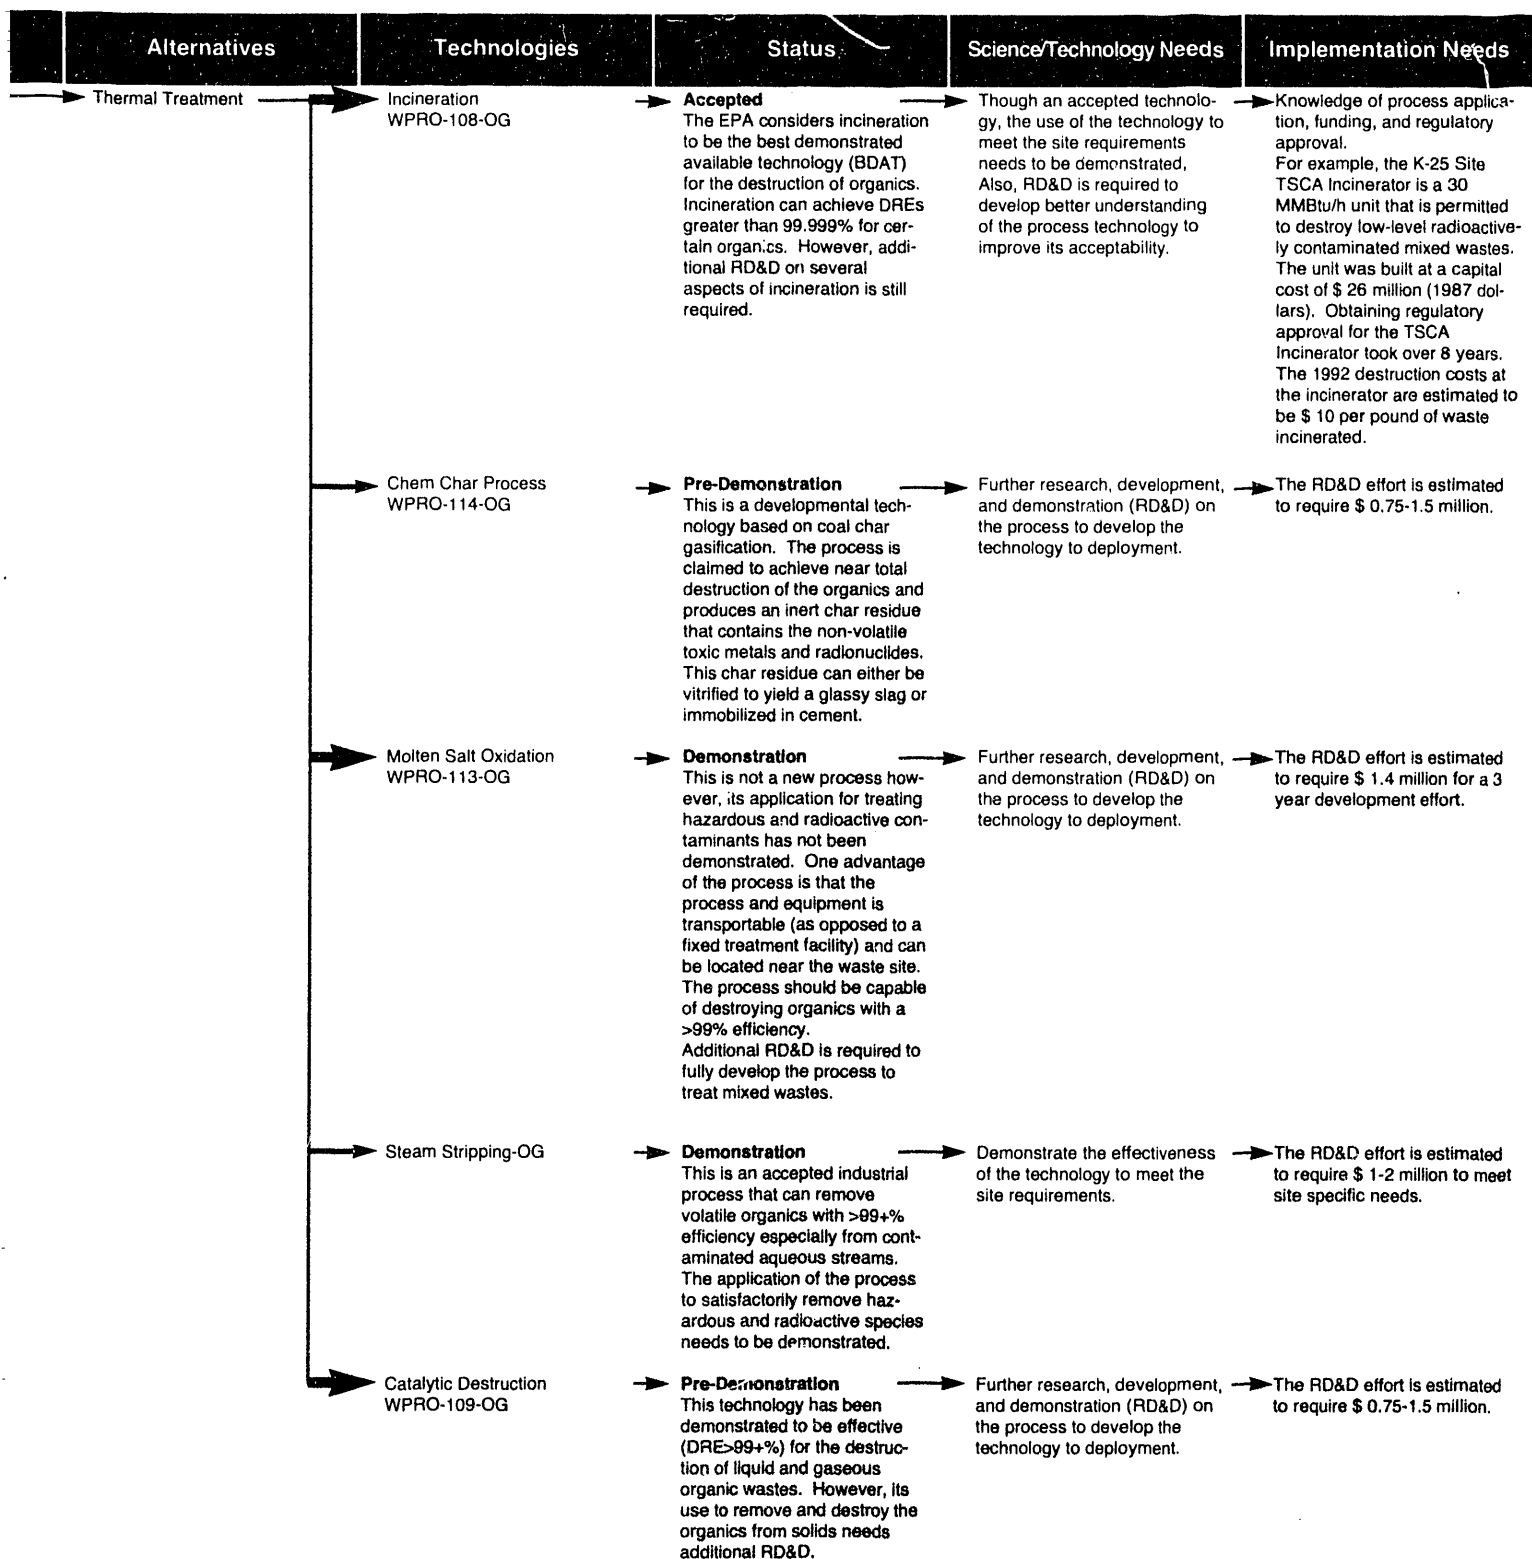 Alternatives
Technologies
Status
Science/Technology Needs
Implementation Needs
Thermal Treatment
Incineration
WPRO-108-OG
Accepted
The EPA considers incineration
to be the best demonstrated
available technology (BDAT)
for the destruction of organics.
Incineration can achieve DREs
greater than 99.999% for cer-
tain organics. However, addi-
tional RD&D on several
aspects of incineration is still
required.
Though an accepted technolo-
gy, the use of the technology to
meet the site requirements
needs to be demonstrated,
Also, RD&D is required to
develop better understanding
of the process technology to
improve its acceptability.
Knowledge of process applica-
tion, funding, and regulatory
approval.
For example, the K-25 Site
TSCA Incinerator is a 30
MMBtu/h unit that is permitted
to destroy low-level radioactive-
ly contaminated mixed wastes.
The unit was built at a capital
cost of $ 26 million (1987 dol-
lars). Obtaining regulatory
approval for the TSCA
Incinerator took over 8 years.
The 1992 destruction costs at
the incinerator are estimated to
be $ 10 per pound of waste
incinerated.
Chem Char Process
WPRO-114-OG
Pre-Demonstration
This is a developmental tech-
nology based on coal char
gasification. The process is
claimed to achieve near total
destruction of the organics and
produces an inert char residue
that contains the non-volatile
toxic metals and radionuclides.
This char residue can either be
vitrified to yield a glassy slag or
immobilized in cement.
Further research, development,
and demonstration (RD&D) on
the process to develop the
technology to deployment.
The RD&D effort is estimated
to require $ 0.75-1.5 million.
Molten Salt Oxidation
WPRO-113-OG
Demonstration
This is not a new process how-
ever, its application for treating
hazardous and radioactive con-
taminants has not been
demonstrated. One advantage
of the process is that the
process and equipment is
transportable (as opposed to a
fixed treatment facility) and can
be located near the waste site.
The process should be capable
of destroying organics with a
>99% efficiency.
Additional RD&D is required to
fully develop the process to
treat mixed wastes.
Further research, development,
and demonstration (RD&D) on
the process to develop the
technology to deployment.
The RD&D effort is estimated
to require $ 1.4 million for a 3
year development effort.
Steam Stripping-OG
Demonstration
This is an accepted industrial
process that can remove
volatile organics with >99+%
efficiency especially from cont-
aminated aqueous streams.
The application of the process
to satisfactorily remove haz-
ardous and radioactive species
needs to be demonstrated.
Demonstrate the effectiveness
of the technology to meet the
site requirements.
The RD&D effort is estimated
to require $ 1-2 million to meet
site specific needs.
Catalytic Destruction
WPRO-109-OG
Pre-Demonstration
This technology has been
demonstrated to be effective
(DRE>99+%) for the destruc-
tion of liquid and gaseous
organic wastes. However, its
use to remove and destroy the
organics from solids needs
additional RD&D.
Further research, development,
and demonstration (RD&D) on
the process to develop the
technology to deployment.
The RD&D effort is estimated
to require $ 0.75-1.5 million.